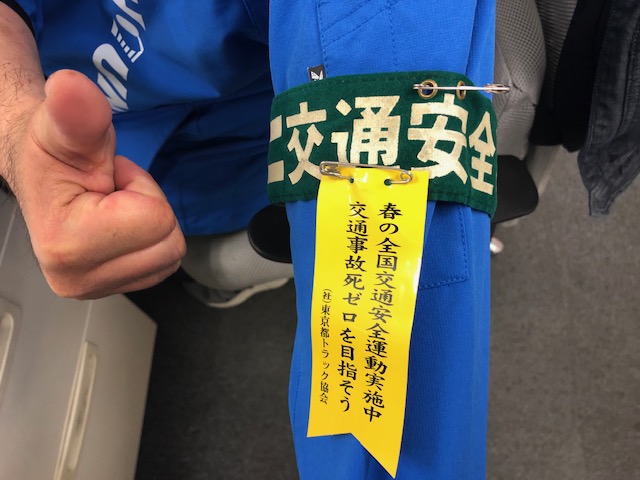 交通安全
春の全国交通安全運動実施中
交通事故死ゼロを目指そう
(社)東京都トラック協会